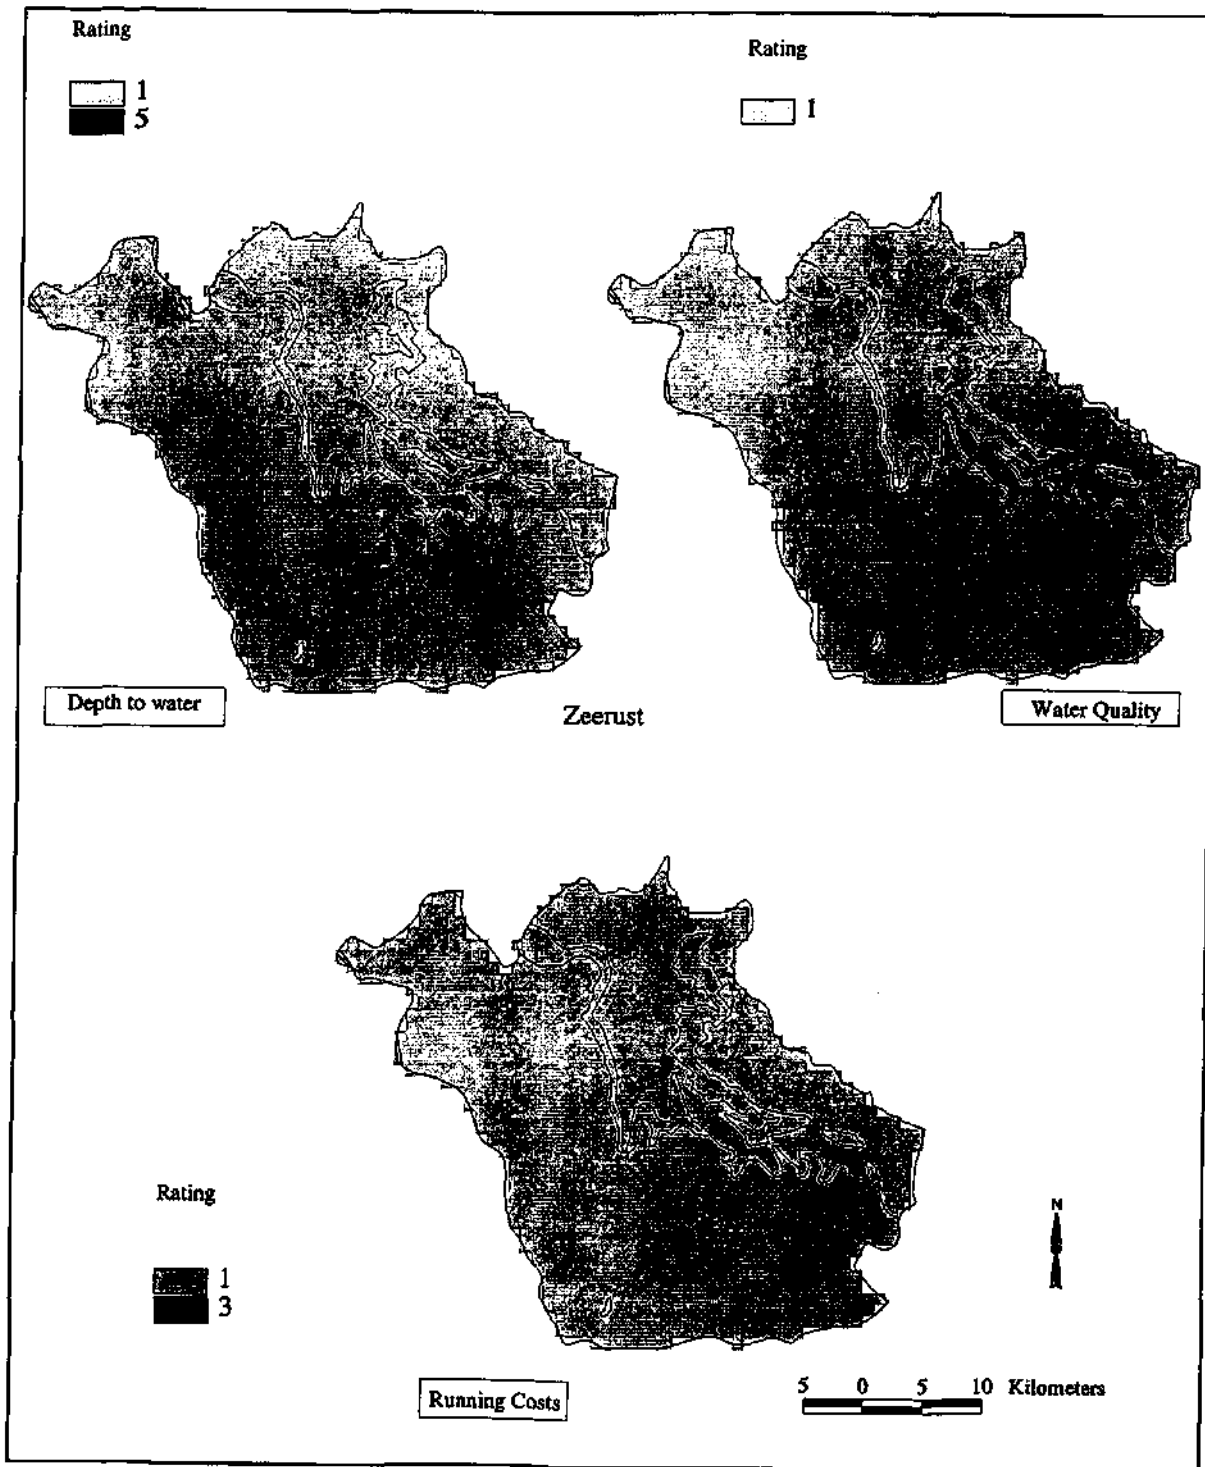 Rating
1
5
Rating
1
Depth to water
Zeerust
Water Quality
Rating
1
3
N
Running Costs
5 0 5 10 Kilometers